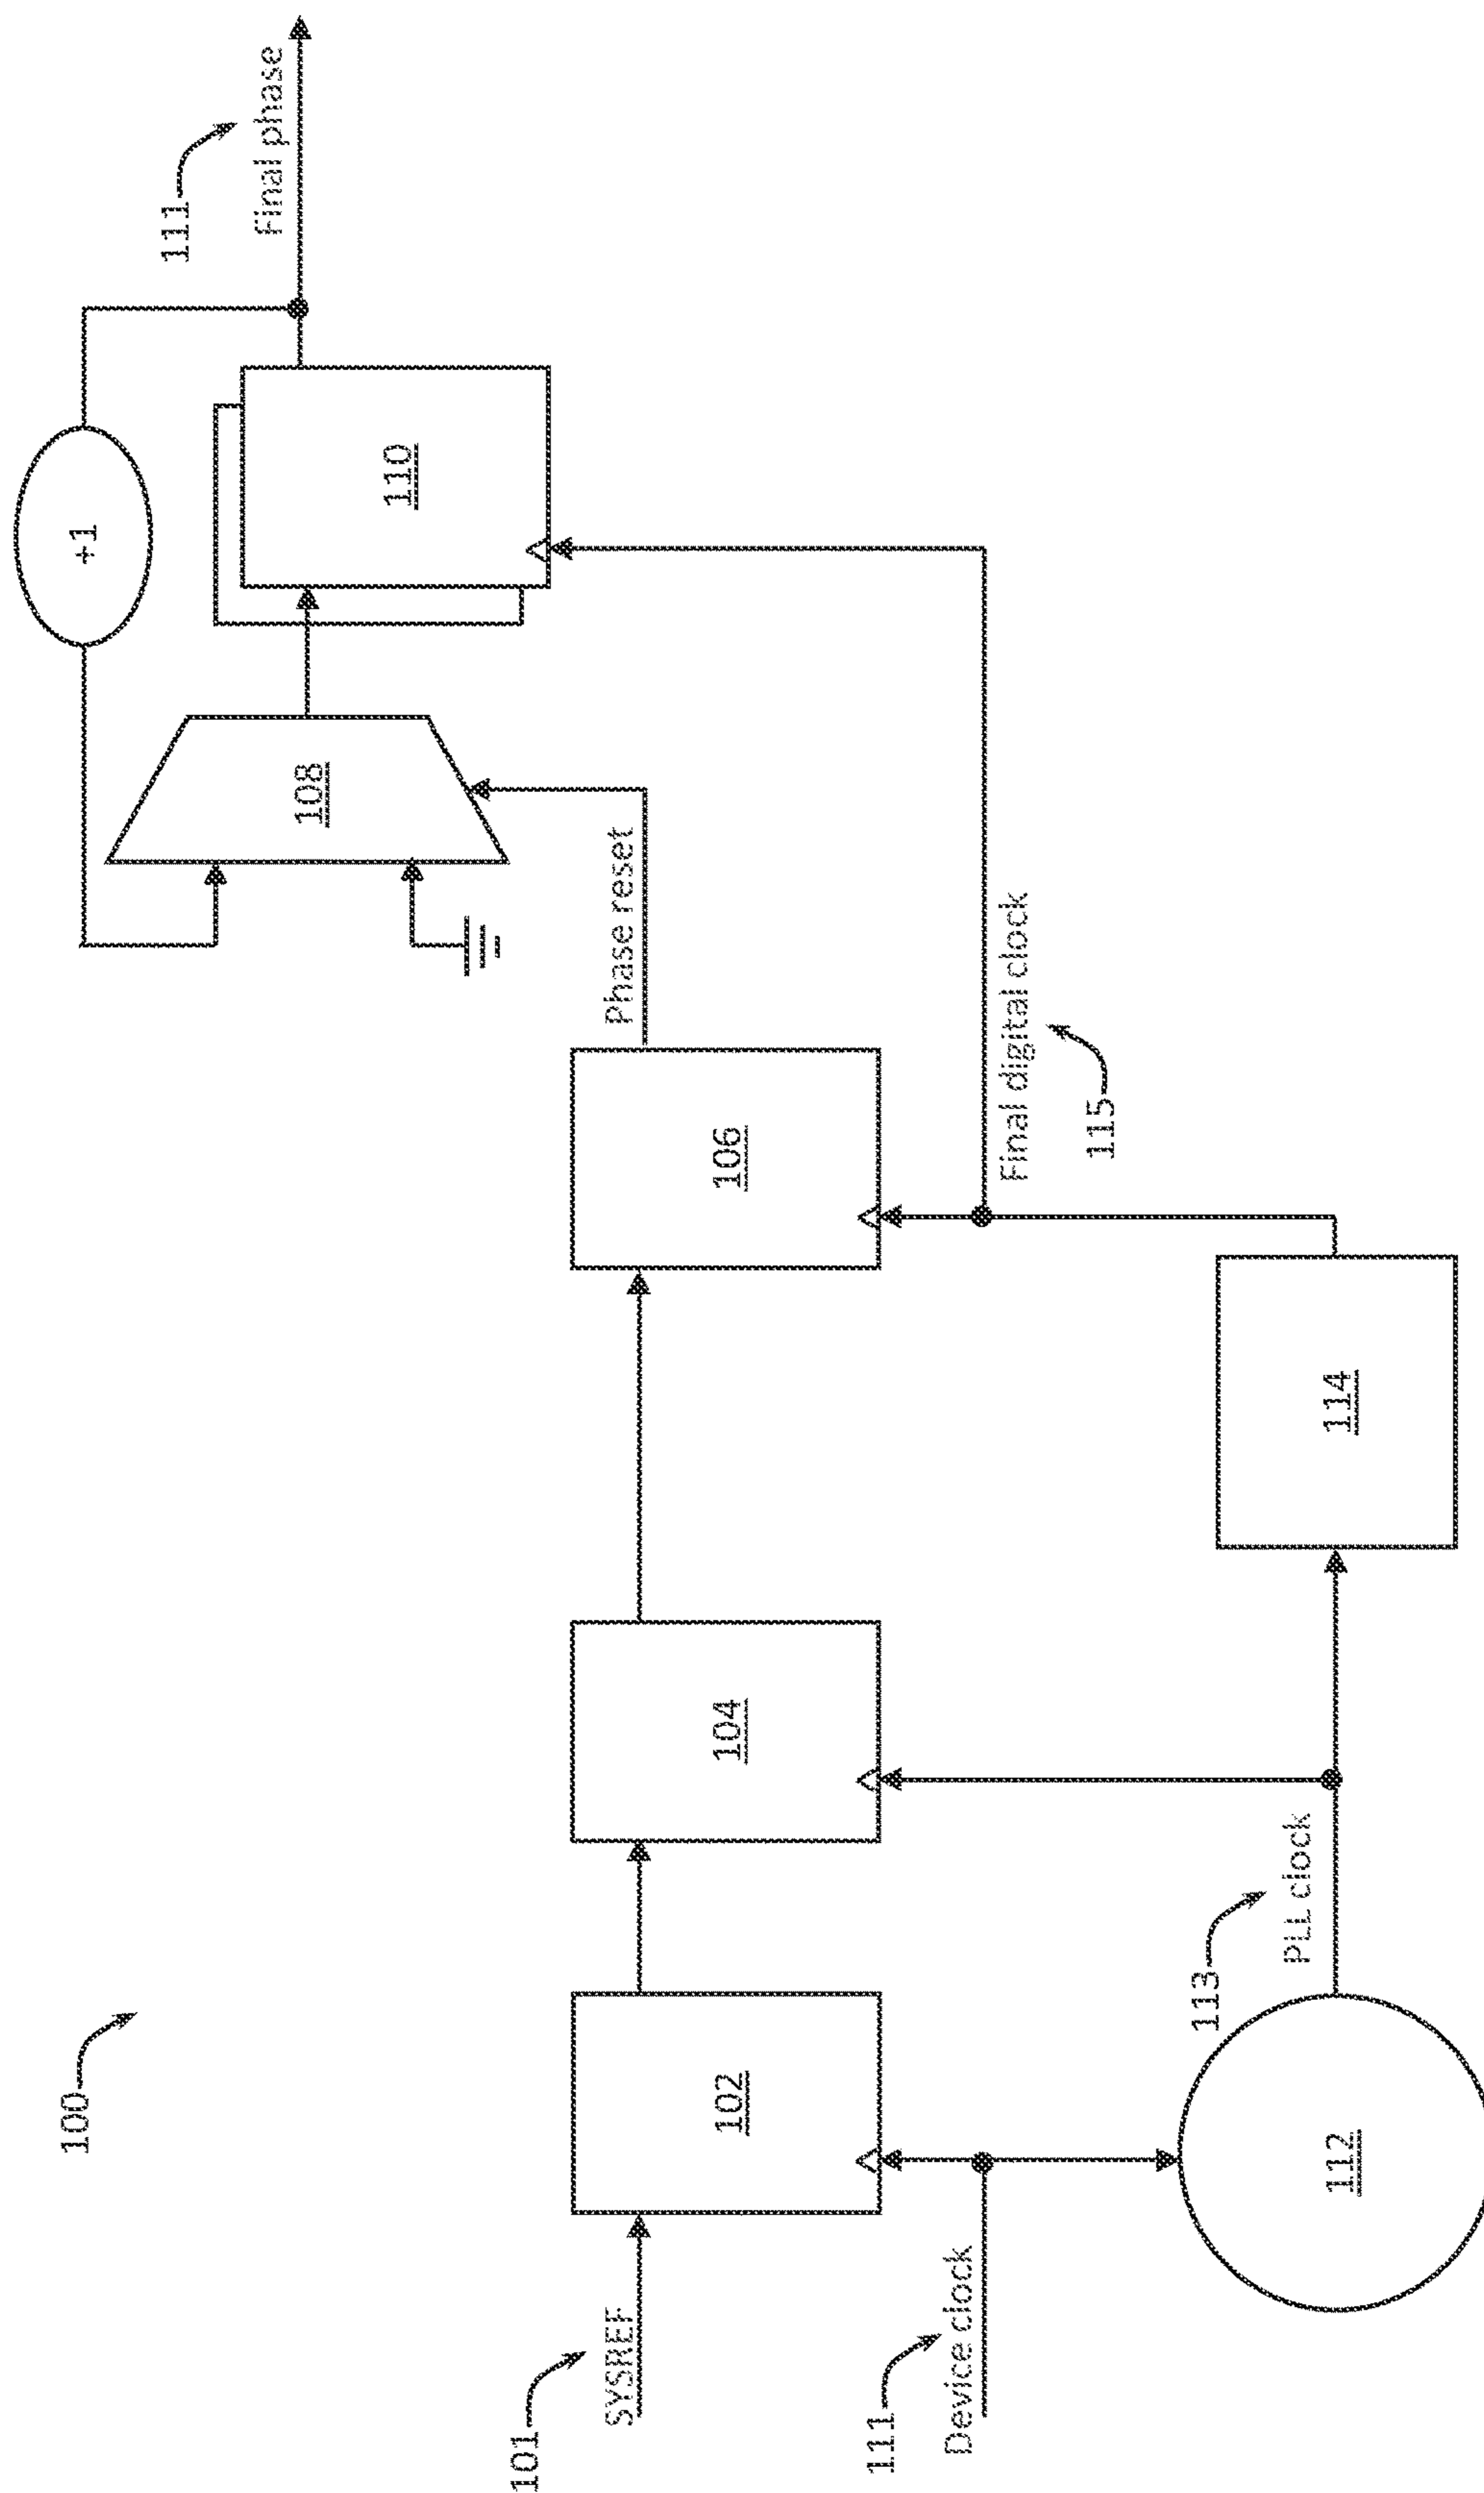 100
111
Final phase
+1
108
110
Phase reset
101
SYSREF
102
104
106
111
Device clock
Final digital clock
115
113
PLL clock
112
114